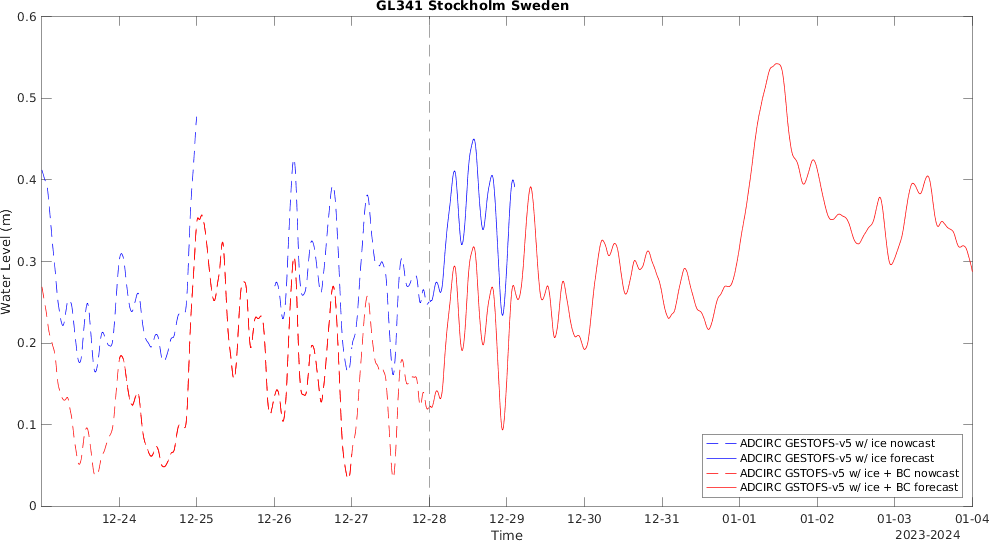 GL341 Stockholm Sweden
Water Level (m)
0.6
0.5
0.4
0.3
0.2
0.1
0
12-24 12-25 12-26 12-27 12-28 12-29 12-30 12-31 01-01 01-02 01-03 01-04
Time
2023-2024
ADCIRC GESTOFS-v5 w/ ice nowcast
ADCIRC GESTOFS-v5 w/ ice forecast
ADCIRC GSTOFS-v5 w/ ice + BC nowcast
ADCIRC GSTOFS-v5 w/ ice + BC forecast